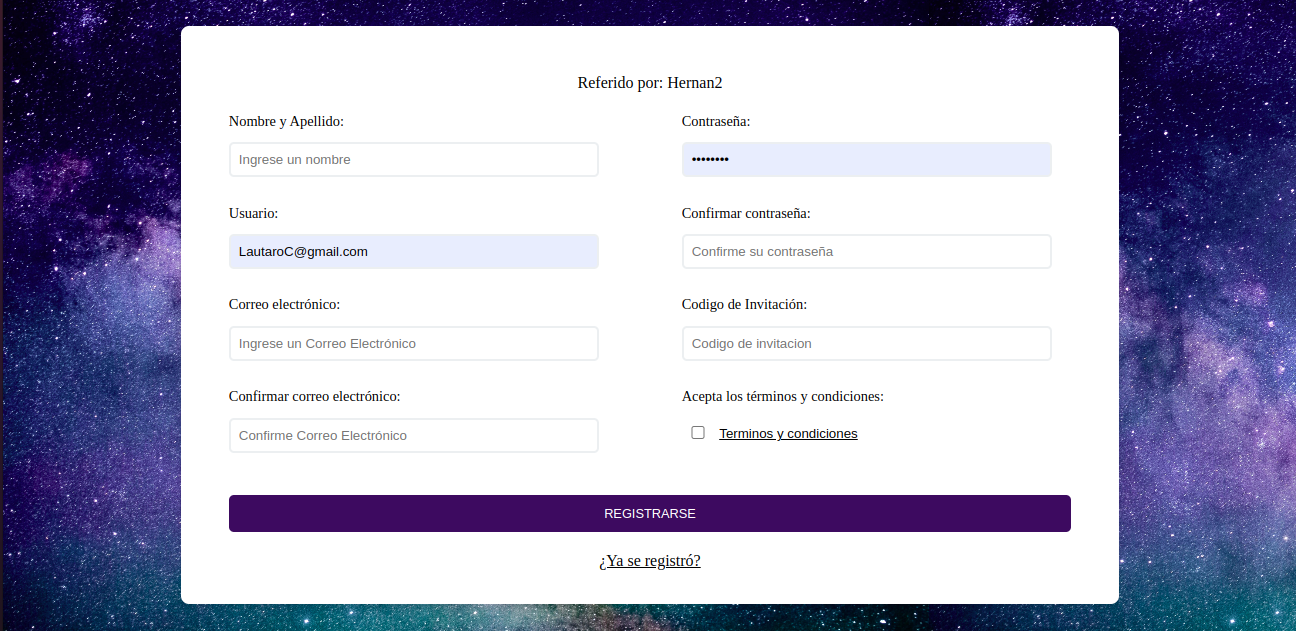 Referido por: Hernan2
Nombre y Apellido:
Ingrese un nombre
Usuario:
LautaroC@gmail.com
Correo electrónico:
Ingrese un Correo Electrónico
Confirmar correo electrónico:
Confirme Correo Electrónico
Contraseña:
••••••••
Confirmar contraseña:
Confirme su contraseña
Codigo de Invitación:
Codigo de invitacion
Acepta los términos y condiciones:
Terminos y condiciones
REGISTRARSE
¿Ya se registró?